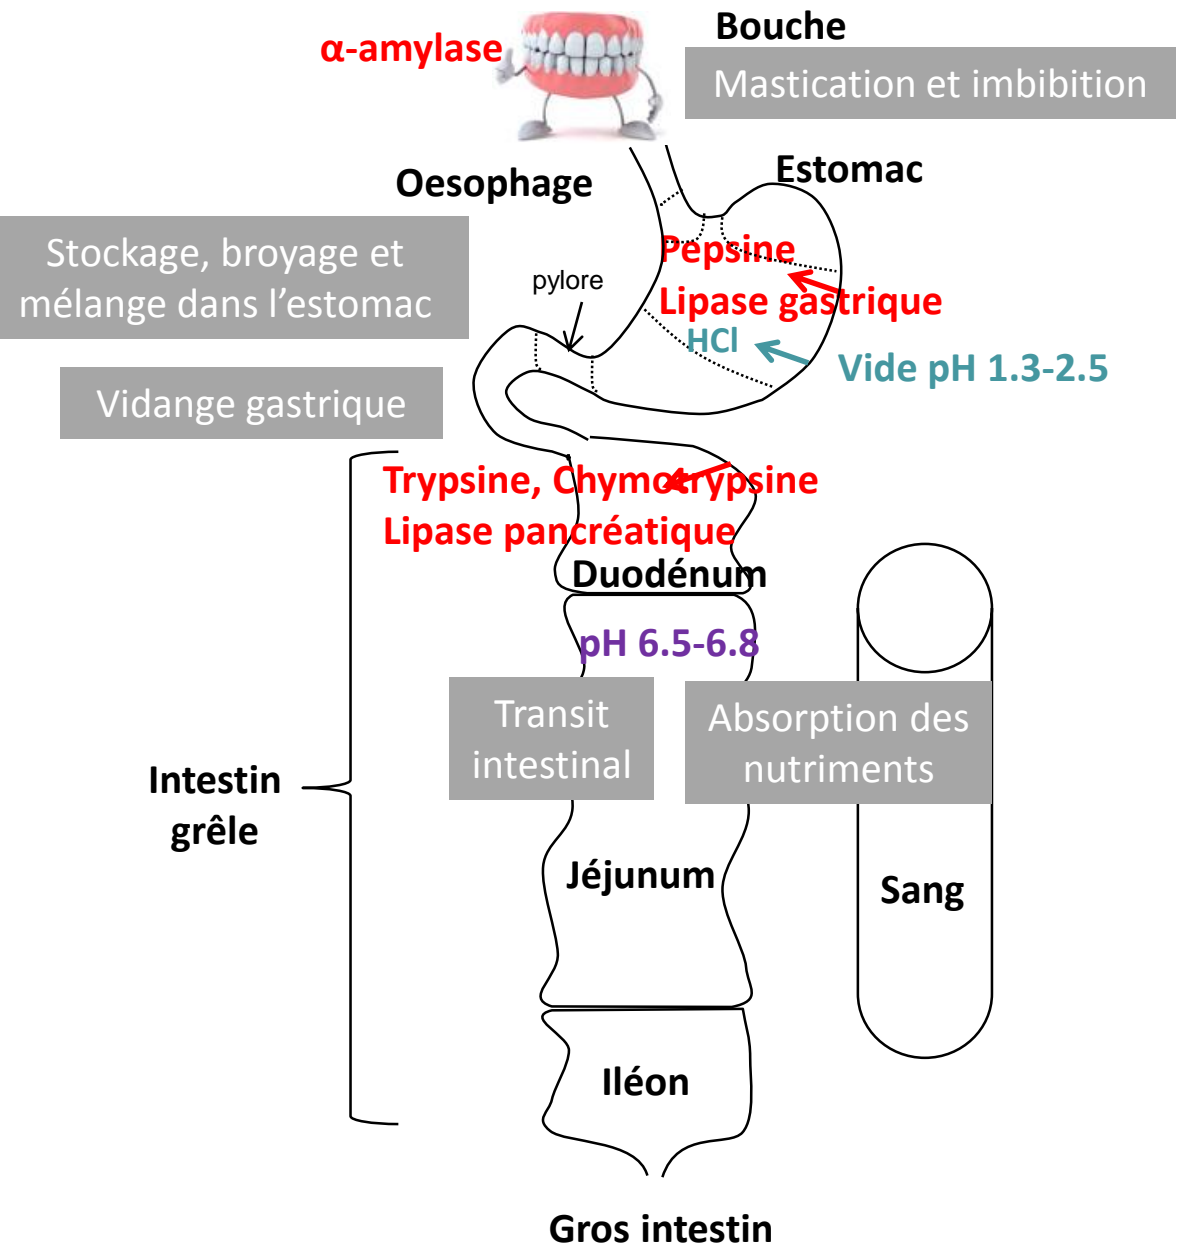 α-amylase
Bouche
Mastication et imbibition
Oesophage
Estomac
Stockage, broyage et
mélange dans l’estomac
pylore
Pepsine
Lipase gastrique
HCl
Vide pH 1.3-2.5
Vidange gastrique
Trypsine, Chymotrypsine
Lipase pancréatique
Duodénum
pH 6.5-6.8
Transit
intestinal
Absorption des
nutriments
Intestin
grêle
Jéjunum
Sang
Iléon
Gros intestin